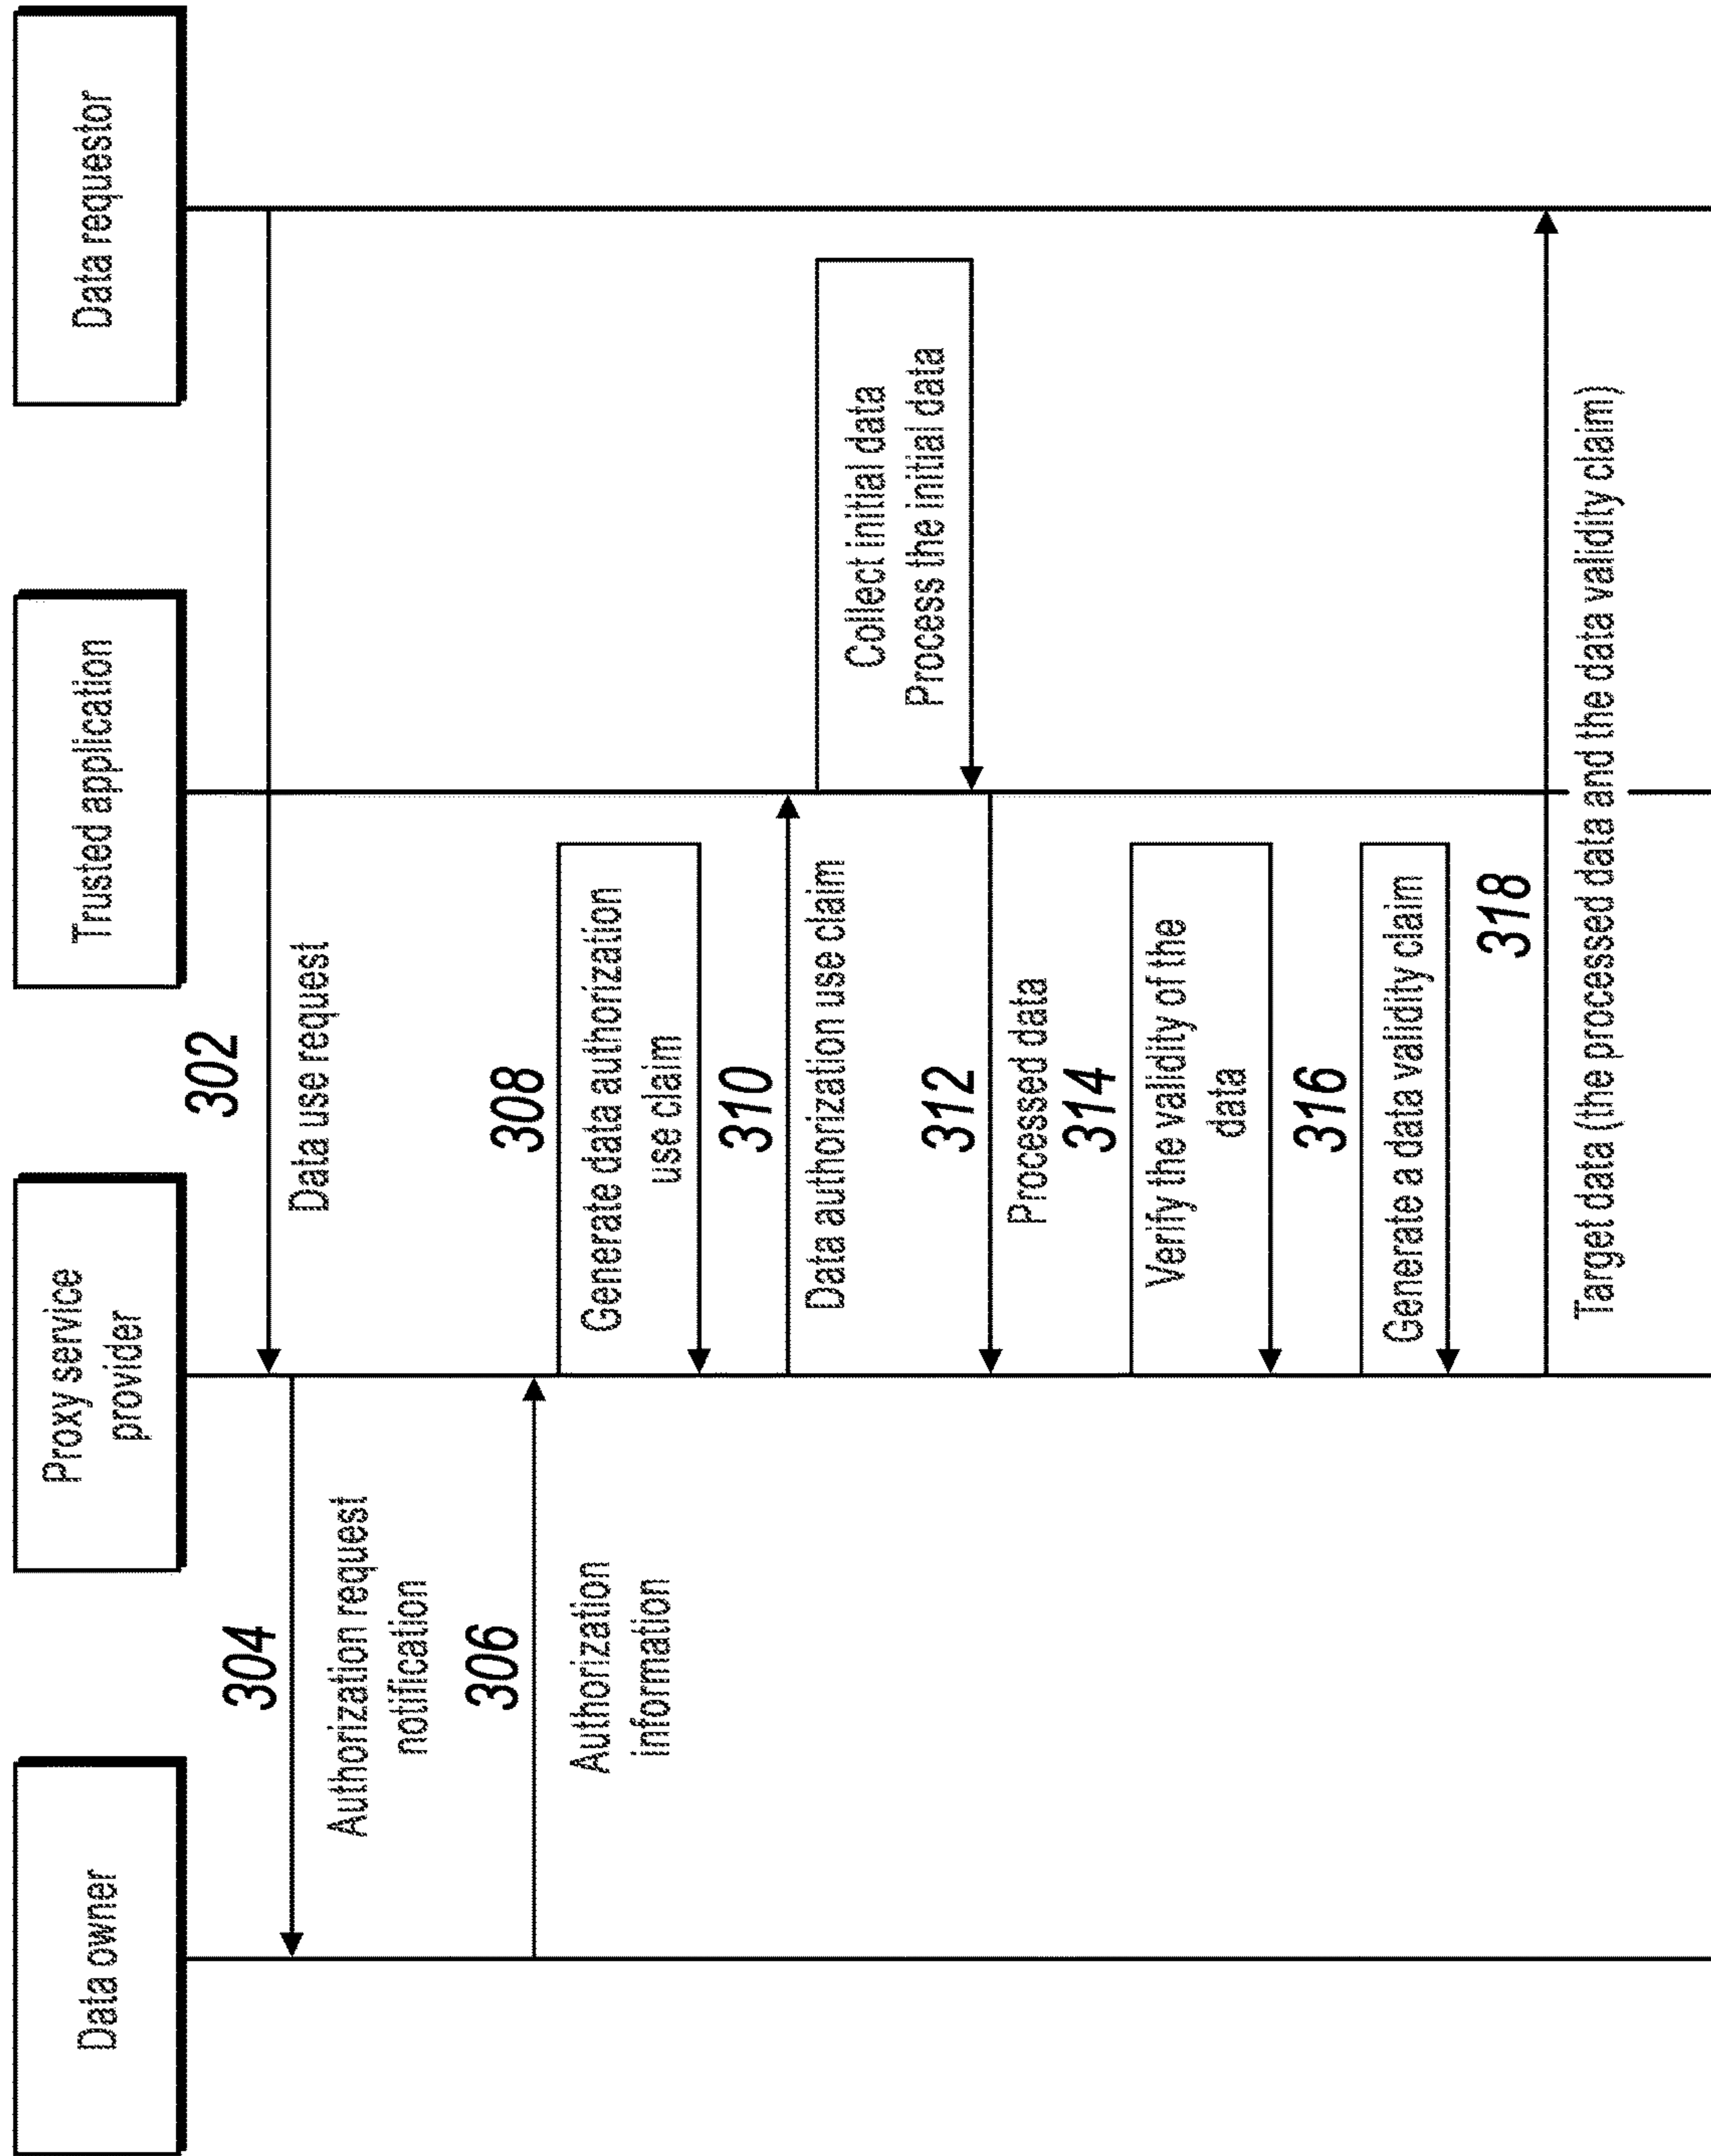 Data owner
Proxy service
provider
Trusted application
Data requestor
302
Data use request
304
Authorization request
notification
306
Authorization
information
308
Generate data authorization
use claim
310
Data authorization use claim
Collect initial data
Process the initial data
312
Processed data
314
Verify the validity of the
data
316
Generate a data validity claim
318
Target data (the processed data and the data validity claim)